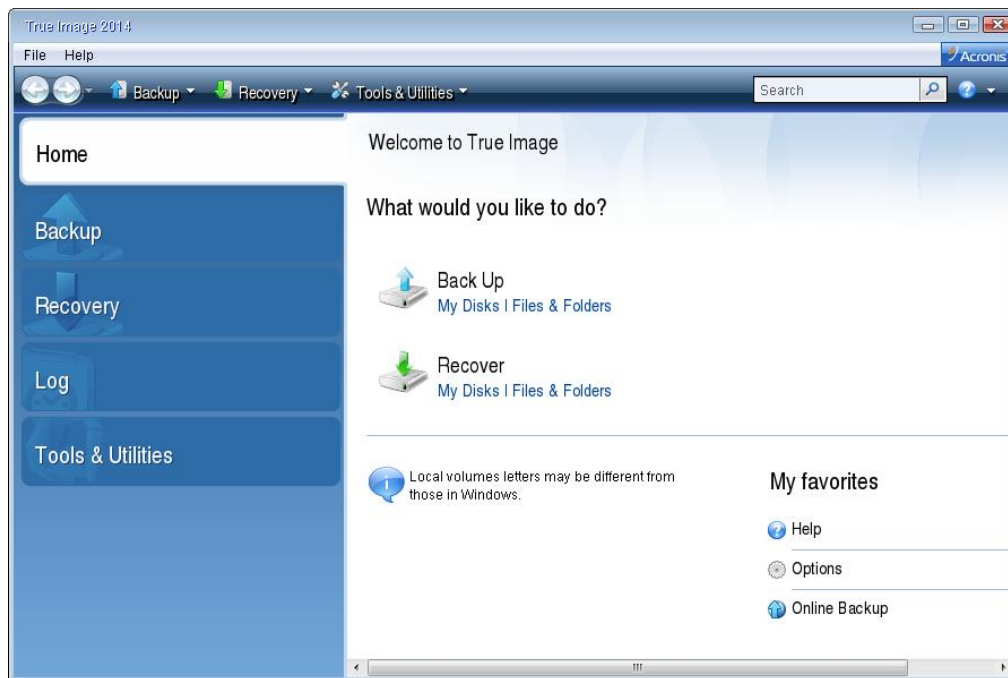 True Image 2014
File Help
Acronis
Backup Recovery Tools & Utilities
Search
Home
Backup
Recovery
Log
Tools & Utilities
Welcome to True Image
What would you like to do?
Back Up
My Disks | Files & Folders
Recover
My Disks | Files & Folders
Local volumes letters may be different from
those in Windows.
My favorites
Help
Options
Online Backup